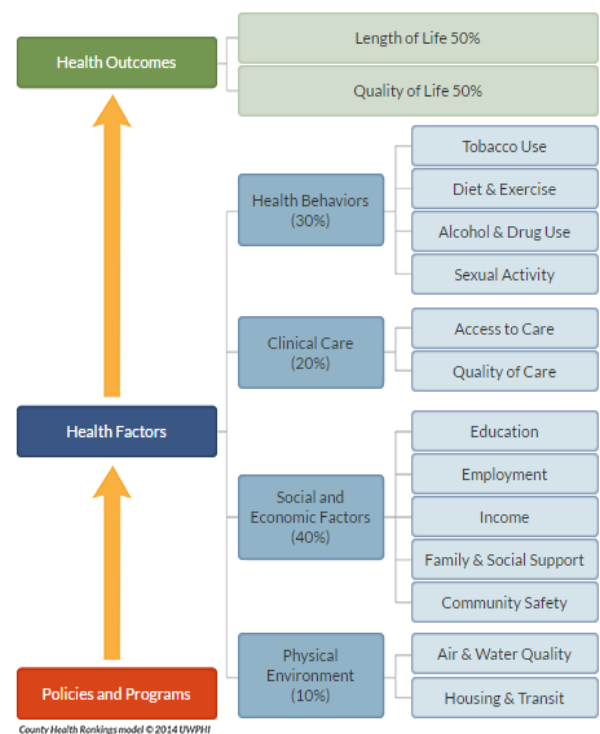 Health Outcomes
Length of Life 50%
Quality of Life 50%
Health Behaviors
(30%)
Tobacco Use
Diet & Exercise
Alcohol & Drug Use
Sexual Activity
Clinical Care
(20%)
Access to Care
Quality of Care
Health Factors
Social and
Economic Factors
(40%)
Education
Employment
Income
Family & Social Support
Community Safety
Physical
Environment
(10%)
Air & Water Quality
Housing & Transit
Policies and Programs
County Health Rankings model © 2014 UWPHI